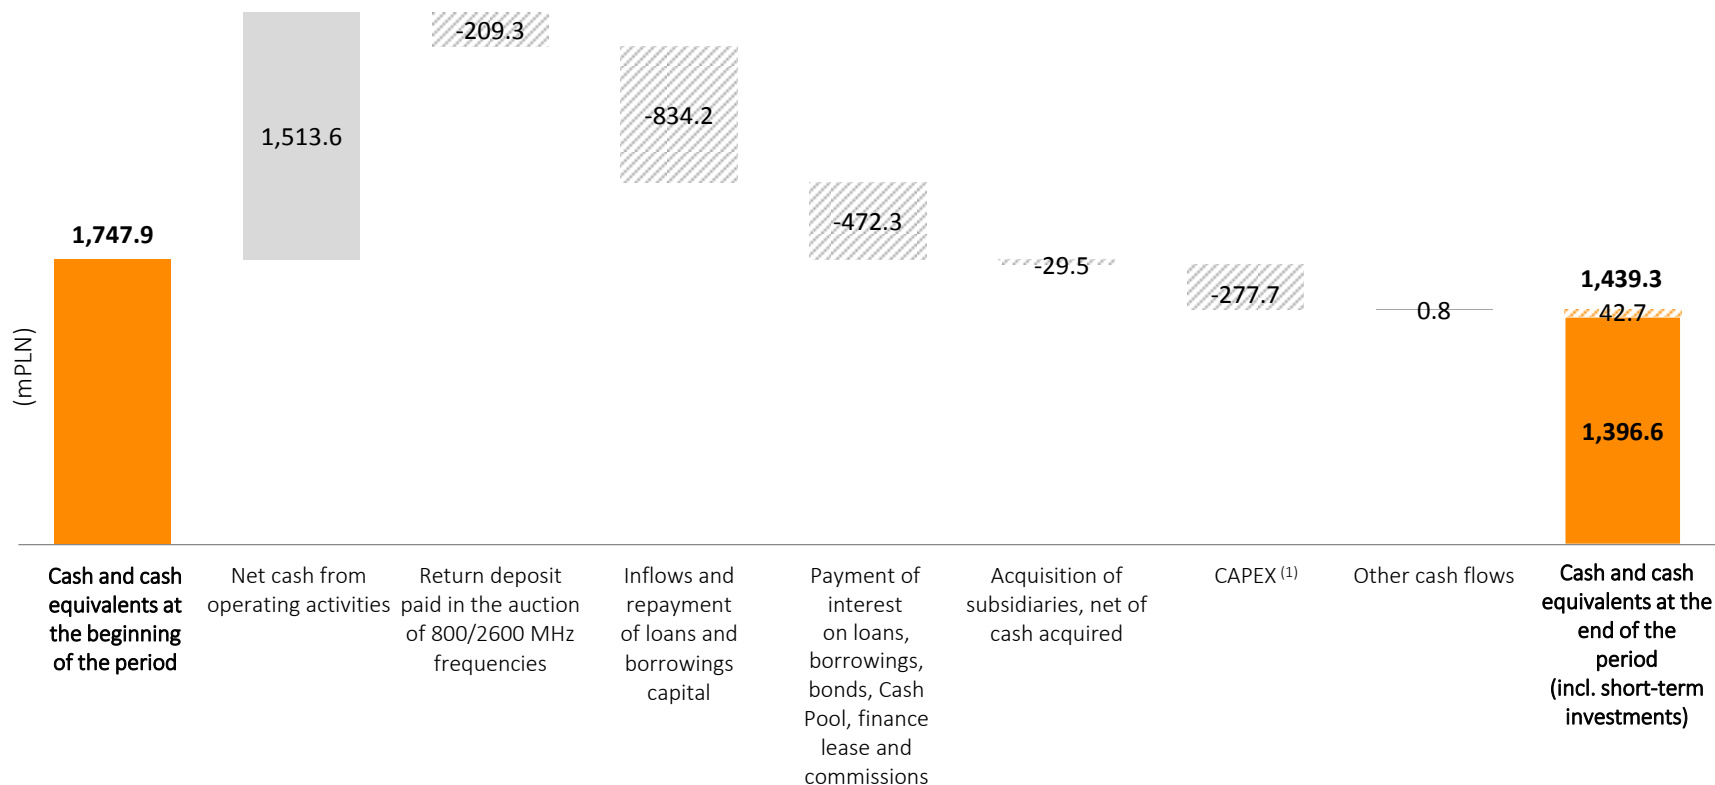 -209.3
-834.2
1,513.6
-472.3
1,747.9
-29.5
-277.7
0.8
1,439.3
42.7
1,396.6
(mPLN)
Cash and cash
equivalents at
the beginning
of the period
Net cash from
operating activities
Return deposit
paid in the auction
of 800/2600 MHz
frequencies
Inflows and
repayment
of loans and
borrowings
capital
Payment of
interest
on loans,
borrowings,
bonds, Cash
Pool, finance
lease and
commissions
Acquisition of
subsidiaries, net of
cash acquired
CAPEX (1)
Other cash flows
Cash and cash
equivalents at the
end of the
period
(incl. short-term
investments)